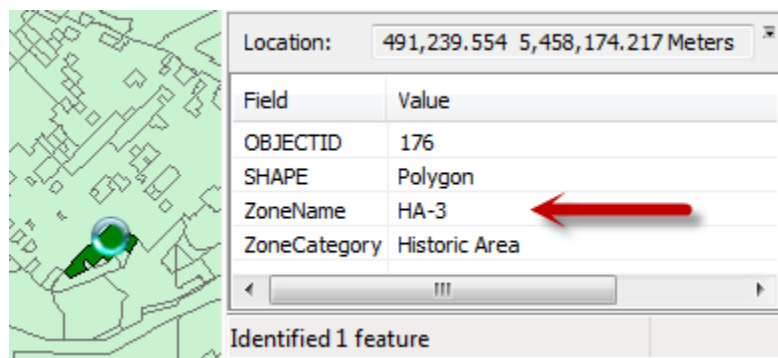 Location: 491,239.554 5,458,174.217 Meters
Field Value
OBJECTID 176
SHAPE Polygon
ZoneName HA-3
ZoneCategory Historic Area
Identified 1 feature